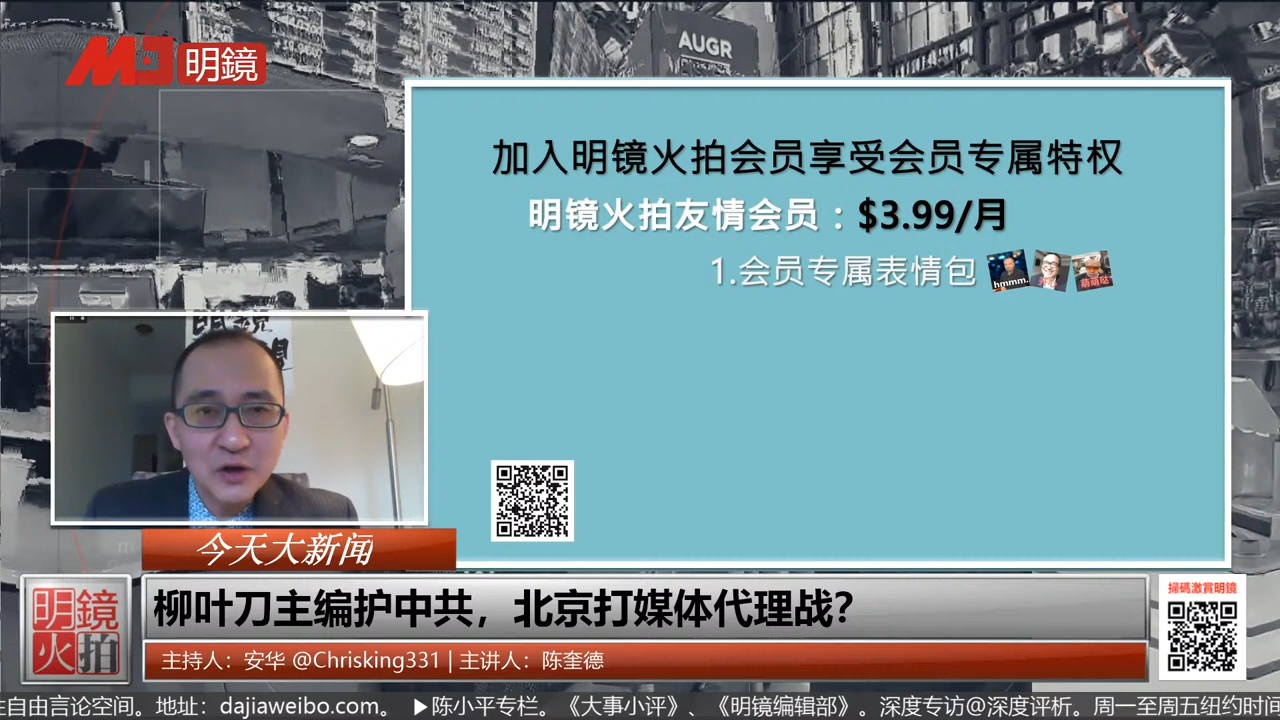 AUGR
明鏡
加入明镜火拍会员享受会员专属特权
明镜火拍友情会员：$3.99/月
1.会员专属表情包
hmmm.
萌萌哒
今天大新闻
明鏡火拍
柳叶刀主编护中共，北京打媒体代理战？
主持人：安华 @Chrisking331 | 主讲人：陈奎德
掃碼激賞明鏡
自由言论空间。地址：dajiaweibo.com。 ▶陈小平专栏。《大事小评》、《明镜编辑部》。深度专访@深度评析。周一至周五纽约时间